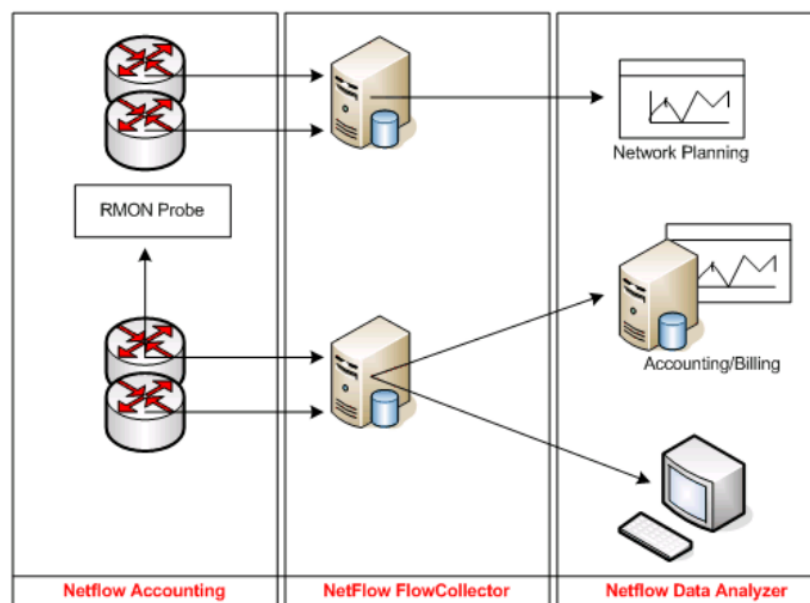 Network Planning
RMON Probe
Accounting/Billing
Netflow Accounting
NetFlow FlowCollector
Netflow Data Analyzer